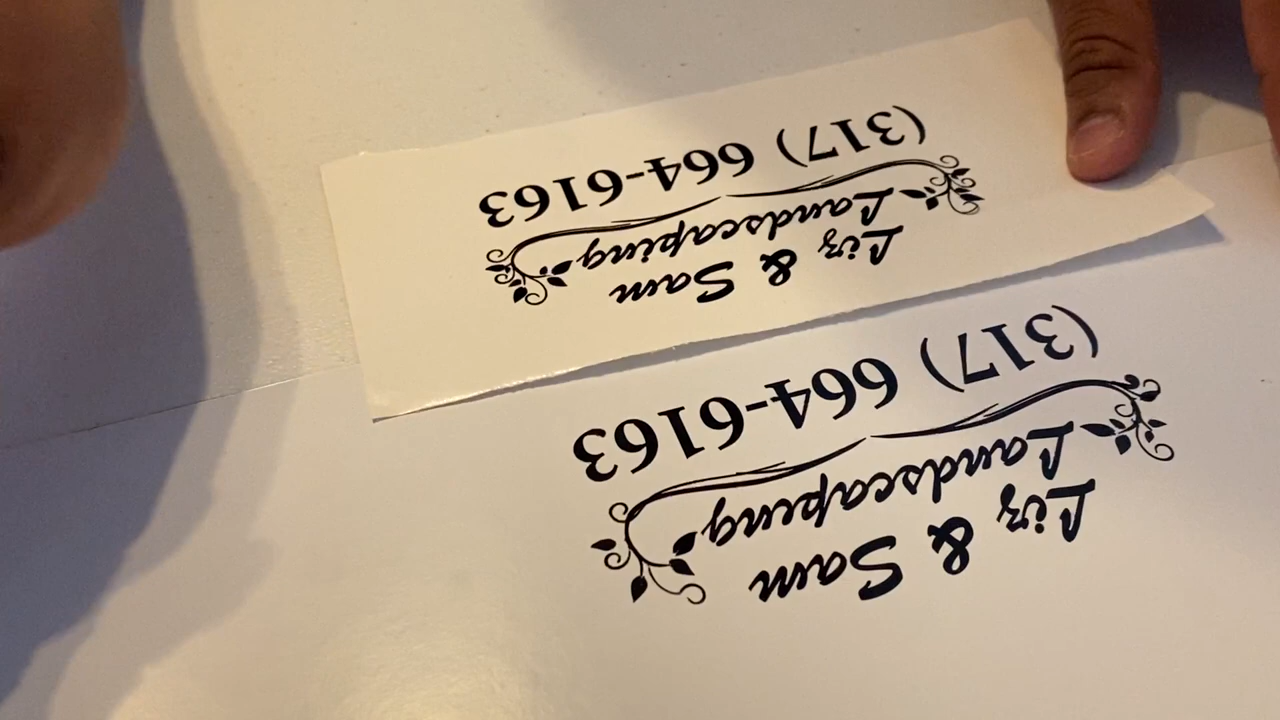 Liz & Sam
Landscaping
(317) 664-6163
Liz & Sam
Landscaping
(317) 664-6163